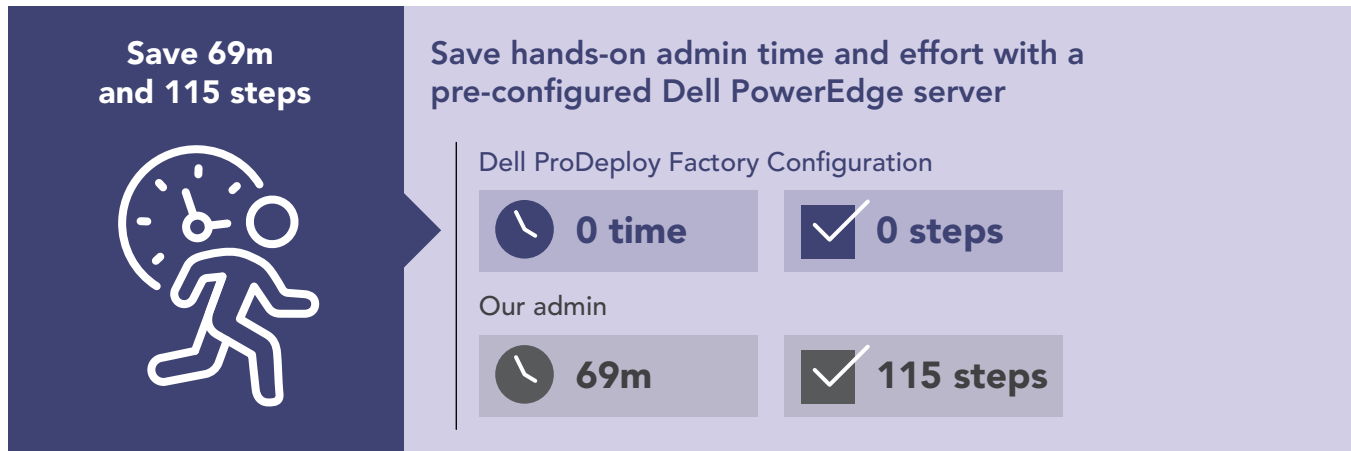 Save 69m
and 115 steps
Save hands-on admin time and effort with a
pre-configured Dell PowerEdge server
Dell ProDeploy Factory Configuration
0 time
0 steps
Our admin
69m
115 steps